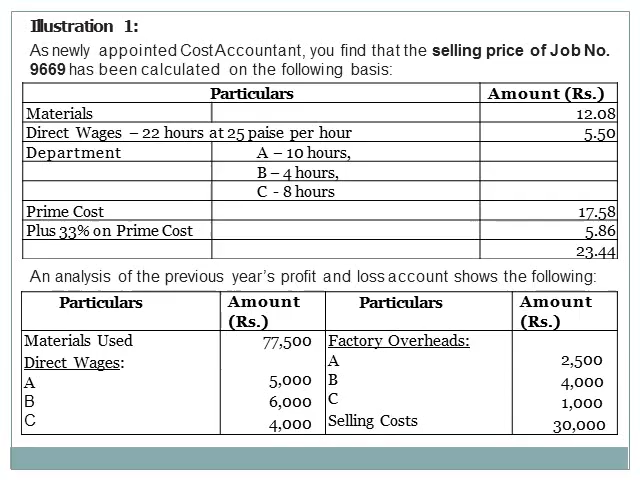 Illustration 1:
As newly appointed Cost Accountant, you find that the selling price of Job No.
9669 has been calculated on the following basis:
Particulars Amount (Rs.)
Materials 12.08
Direct Wages – 22 hours at 25 paise per hour 5.50
Department A – 10 hours,
B – 4 hours,
C - 8 hours
Prime Cost 17.58
Plus 33% on Prime Cost 5.86
23.44
An analysis of the previous year's profit and loss account shows the following:
Particulars Amount (Rs.) Particulars Amount (Rs.)
Materials Used 77,500 Factory Overheads:
Direct Wages: A 2,500
A 5,000 B 4,000
B 6,000 C 1,000
C 4,000 Selling Costs 30,000